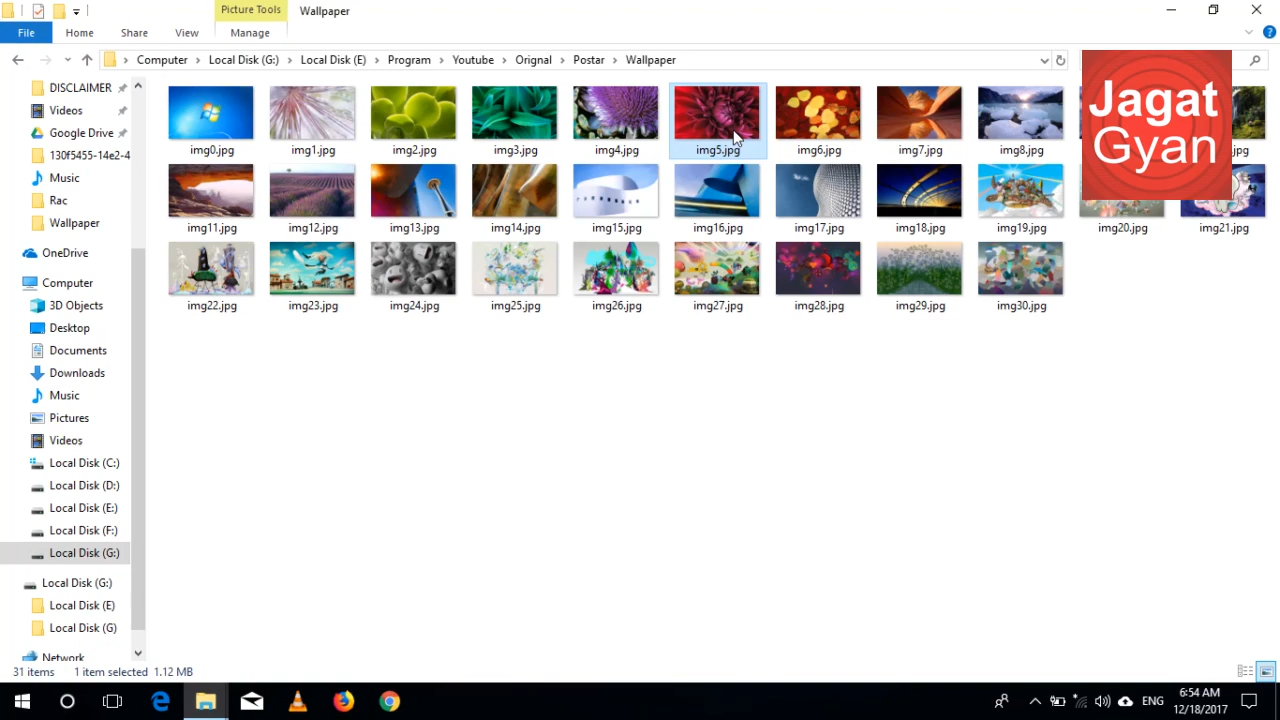 Picture Tools
Wallpaper
File
Home
Share
View
Manage
Computer
Local Disk (G:)
Local Disk (E)
Program
Youtube
Orignal
Postar
Wallpaper
DISCLAIMER
Videos
Google Drive
130f5455-14e2-4
Music
Rac
Wallpaper
OneDrive
Computer
3D Objects
Desktop
Documents
Downloads
Music
Pictures
Videos
Local Disk (C:)
Local Disk (D:)
Local Disk (E:)
Local Disk (F:)
Local Disk (G:)
Local Disk (G:)
Local Disk (E)
Local Disk (G)
Network
img0.jpg
img1.jpg
img2.jpg
img3.jpg
img4.jpg
img5.jpg
img6.jpg
img7.jpg
img8.jpg
.jpg
img11.jpg
img12.jpg
img13.jpg
img14.jpg
img15.jpg
img16.jpg
img17.jpg
img18.jpg
img19.jpg
img20.jpg
img21.jpg
img22.jpg
img23.jpg
img24.jpg
img25.jpg
img26.jpg
img27.jpg
img28.jpg
img29.jpg
img30.jpg
Jagat
Gyan
31 items
1 item selected 1.12 MB
ENG
6:54 AM
12/18/2017